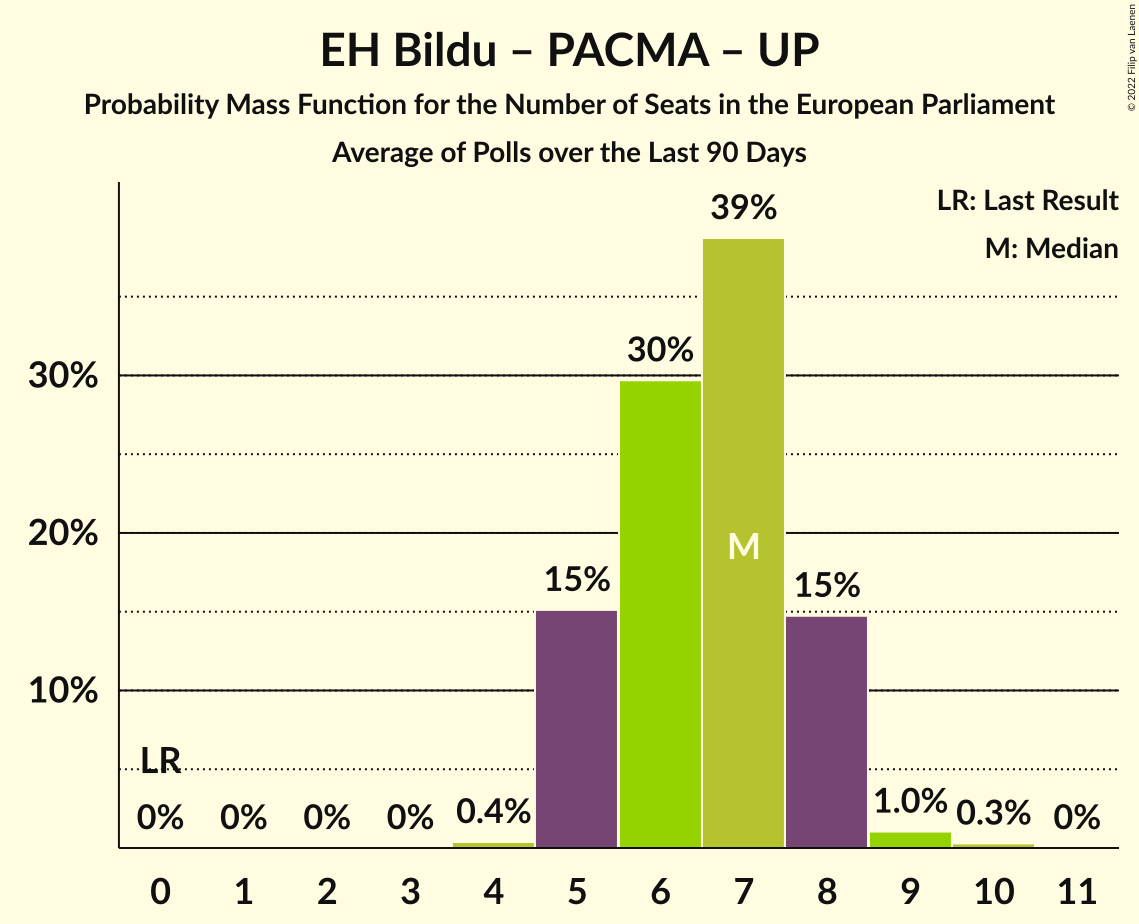 EH Bildu – PACMA – UP
Probability Mass Function for the Number of Seats in the European Parliament
Average of Polls over the Last 90 Days
© 2022 Filip van Laenen
LR: Last Result
M: Median
39%
30%
30%
20%
M
15%
15%
10%
LR
0%
0%
0%
0%
0.4%
1.0%
0.3%
0%
0 1 2 3 4 5 6 7 8 9 10 11